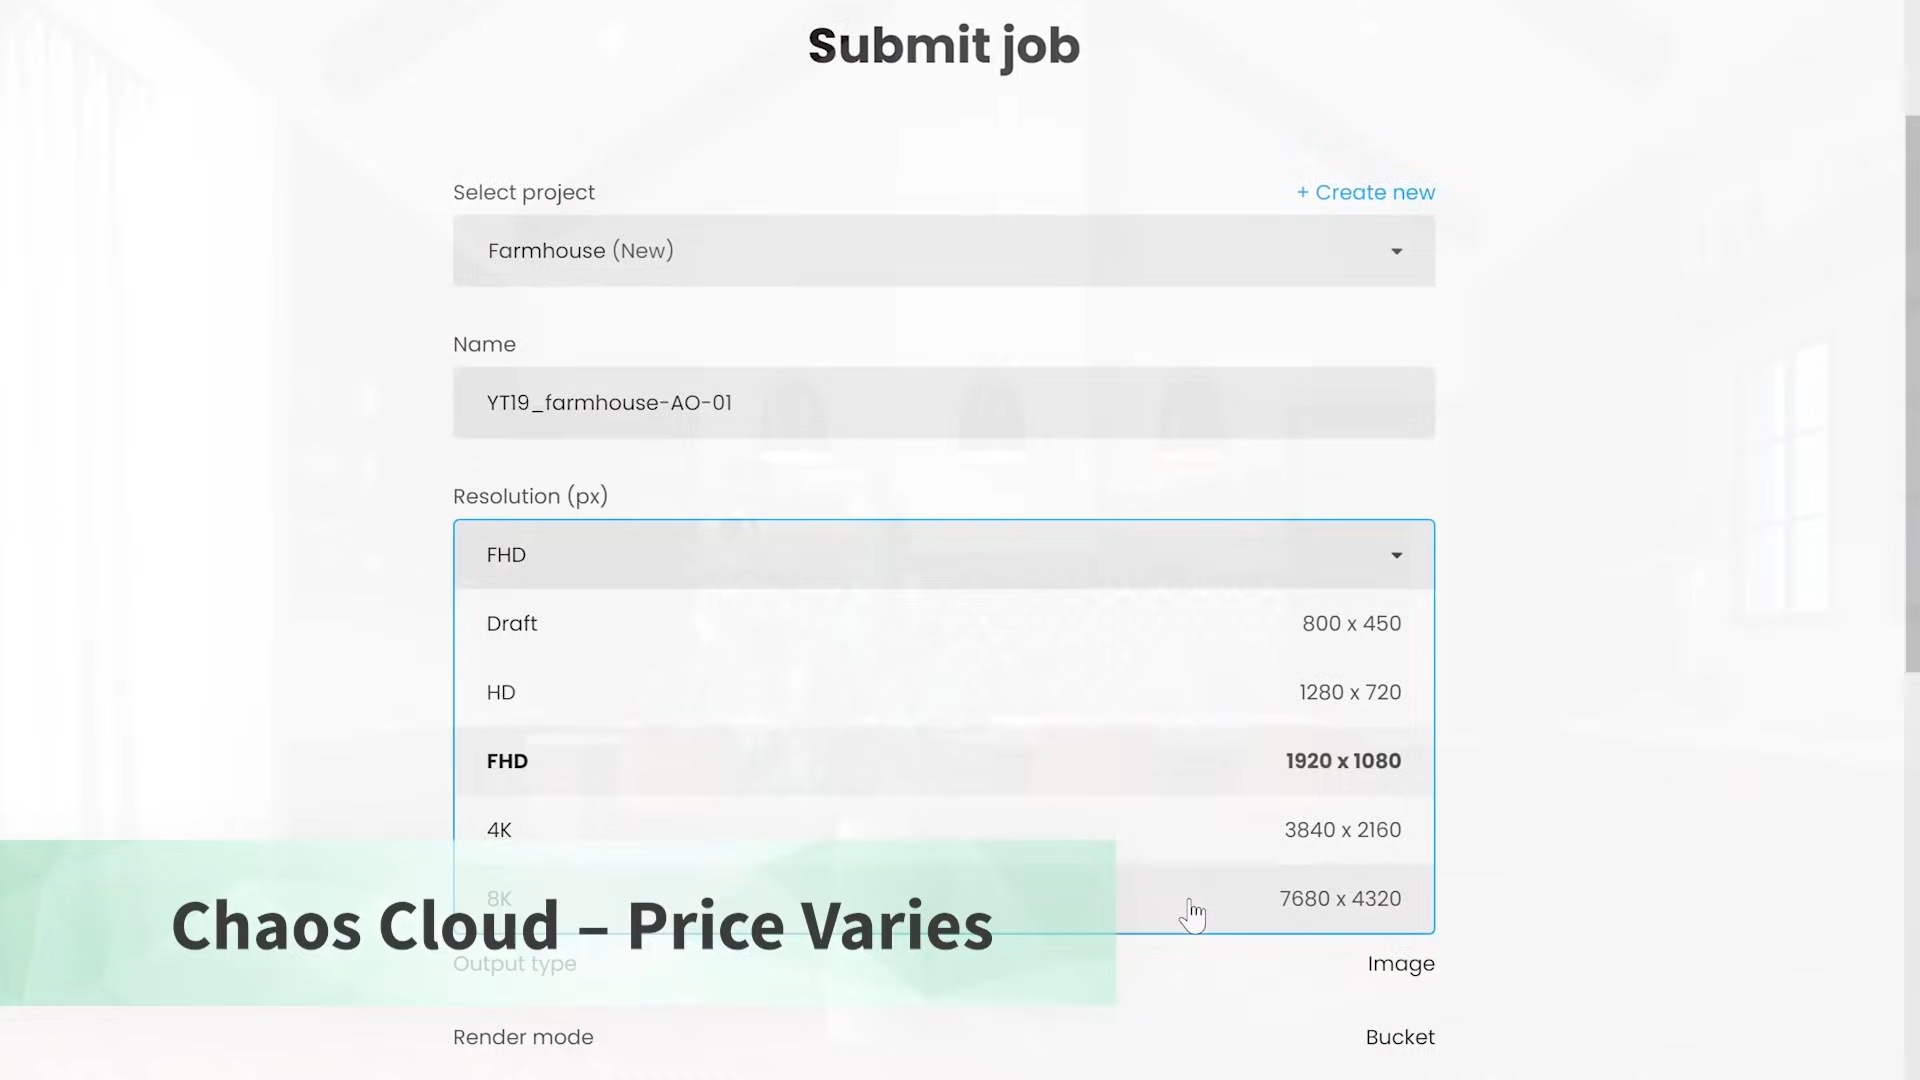 Submit job
Select project
+ Create new
Farmhouse (New)
Name
YT19_farmhouse-AO-01
Resolution (px)
FHD
Draft 800 x 450
HD 1280 x 720
FHD 1920 x 1080
4K 3840 x 2160
8K 7680 x 4320
Chaos Cloud – Price Varies
Output type Image
Render mode Bucket